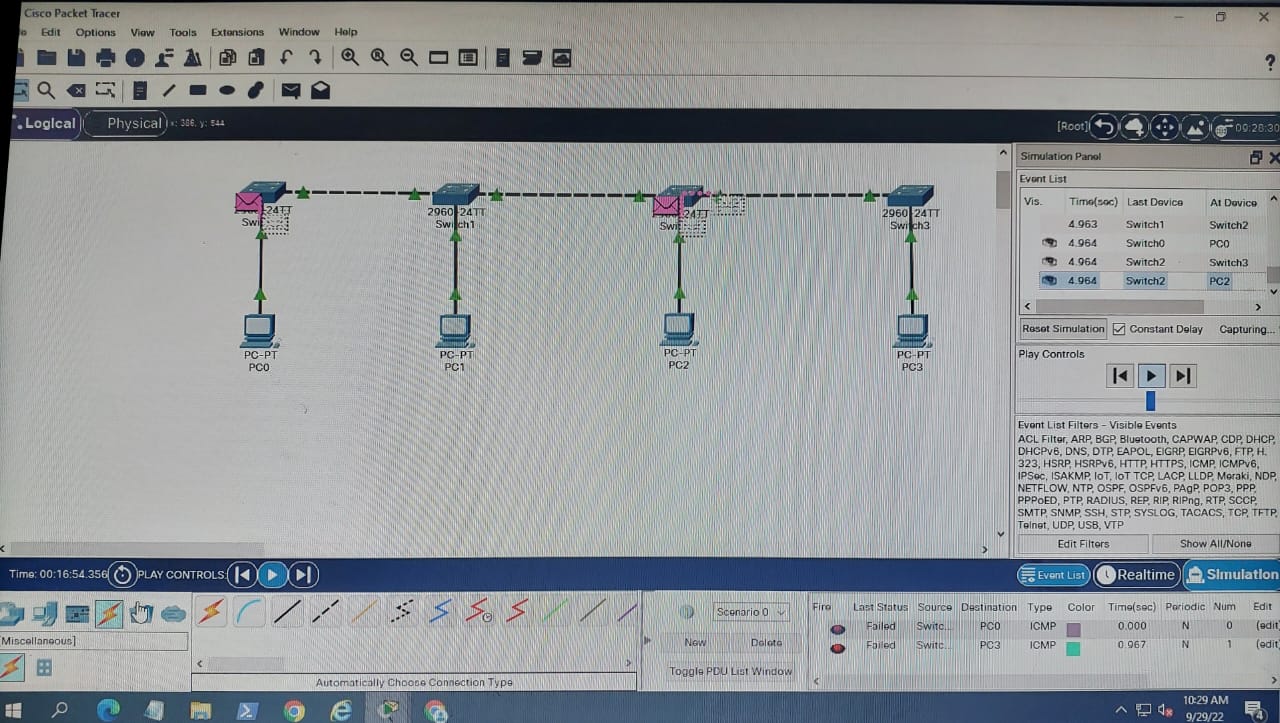 Cisco Packet Tracer
Edit Options View Tools Extensions Window Help
Logical Physical x: 386, y: 544
[Root] 09:28:30
Simulation Panel
Event List
Vis. Time(sec) Last Device At Device
4.963 Switch1 Switch2
4.964 Switch0 PC0
4.964 Switch2 Switch3
4.964 Switch2 PC2
Reset Simulation Constant Delay Capturing...
Play Controls
Event List Filters - Visible Events
ACL Filter, ARP, BGP, Bluetooth, CAPWAP, CDP, DHCP,
DHCPv6, DNS, DTP, EAPOL, EIGRP, EIGRPv6, FTP, H.
323, HSRP, HSRPv6, HTTP, HTTPS, ICMP, ICMPv6,
IPSec, ISAKMP, IoT, IoT TCP, LACP, LLDP, Meraki, NDP,
NETFLOW, NTP, OSPF, OSPFv6, PAgP, POP3, PPP,
PPPoED, PTP, RADIUS, REP, RIP, RIPng, RTP, SCCP,
SMTP, SNMP, SSH, STP, SYSLOG, TACACS, TCP, TFTP,
Telnet, UDP, USB, VTP
Edit Filters Show All/None
24TT
Swi
2960-24TT
Switch1
24TT
Swi
2960-24TT
Switch3
PC-PT
PC0
PC-PT
PC1
PC-PT
PC2
PC-PT
PC3
Time: 00:16:54.356 PLAY CONTROLS:
Event List Realtime Simulation
[Miscellaneous]
Automatically Choose Connection Type
Scenario 0
New Delete
Toggle PDU List Window
Fire Last Status Source Destination Type Color Time(sec) Periodic Num Edit
Failed Switc... PC0 ICMP 0.000 N 0 (edit
Failed Switc... PC3 ICMP 0.967 N 1 (edit
10:29 AM
9/29/22
4